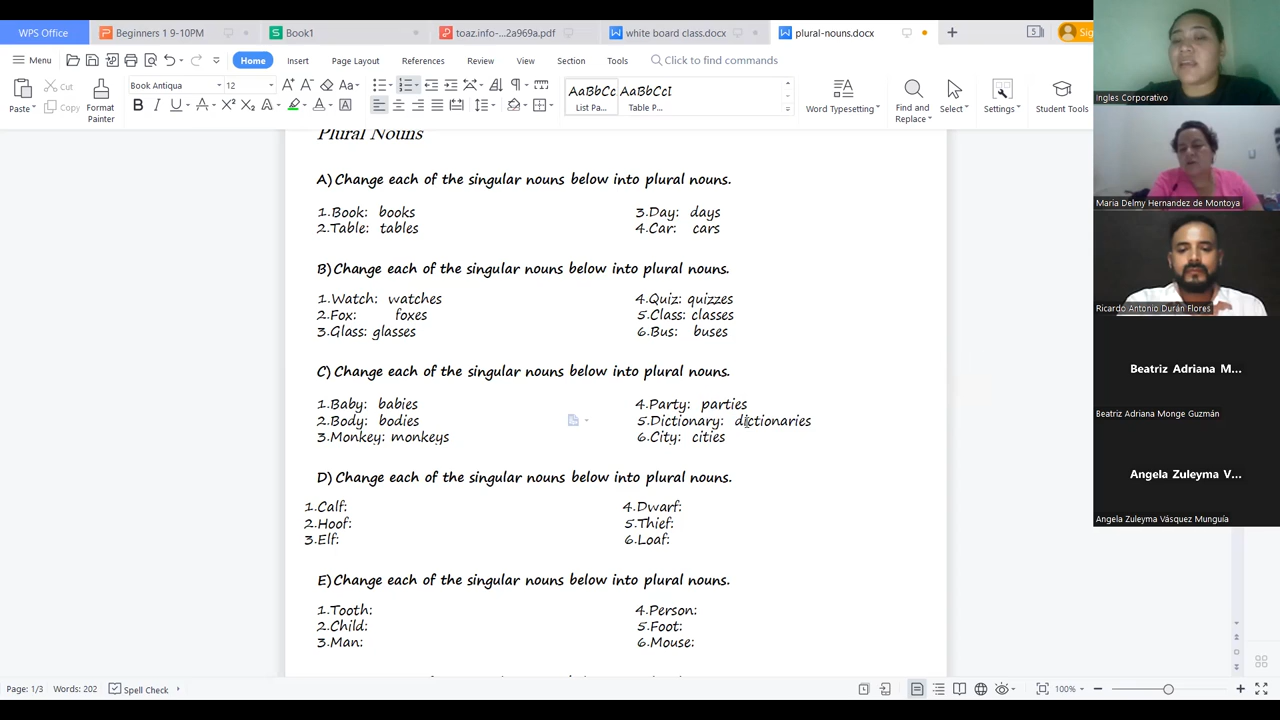 WPS Office
Beginners 1 9-10PM
Book1
toaz.info-...2a969a.pdf
white board class.docx
plural-nouns.docx
Menu
Home
Insert
Page Layout
References
Review
View
Section
Tools
Click to find commands
Paste
Cut
Copy
Format
Painter
Book Antiqua
12
AaBbCc
List Pa...
AaBbCcI
Table P...
Word Typesetting
Find and
Replace
Select
Settings
Student Tools
Plural Nouns
A) Change each of the singular nouns below into plural nouns.
1.Book: books
3.Day: days
2.Table: tables
4.Car: cars
B) Change each of the singular nouns below into plural nouns.
1.Watch: watches
4.Quiz: quizzes
2.Fox: foxes
5.Class: classes
3.Glass: glasses
6.Bus: buses
C) Change each of the singular nouns below into plural nouns.
1.Baby: babies
4.Party: parties
2.Body: bodies
5.Dictionary: dictionaries
3.Monkey: monkeys
6.City: cities
D) Change each of the singular nouns below into plural nouns.
1.Calf:
4.Dwarf:
2.Hoof:
5.Thief:
3.Elf:
6.Loaf:
E) Change each of the singular nouns below into plural nouns.
1.Tooth:
4.Person:
2.Child:
5.Foot:
3.Man:
6.Mouse:
Page: 1/3
Words: 202
Spell Check
100%
Ingles Corporativo
Maria Delmy Hernandez de Montoya
Ricardo Antonio Durán Flores
Beatriz Adriana M...
Beatriz Adriana Monge Guzmán
Angela Zuleyma V...
Angela Zuleyma Vásquez Munguía